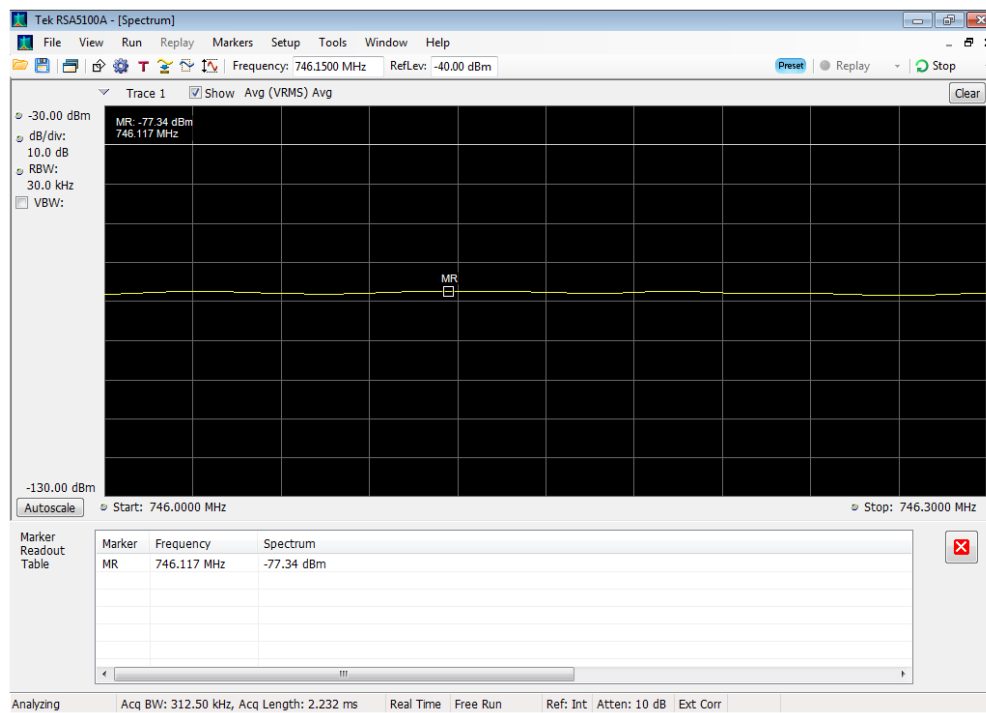 Tek RSA5100A - [Spectrum]
File View Run Replay Markers Setup Tools Window Help
Frequency: 746.1500 MHz RefLev: -40.00 dBm Preset Replay Stop
Trace 1 Show Avg (VRMS) Avg Clear
-30.00 dBm
dB/div:
10.0 dB
RBW:
30.0 kHz
VBW:
MR: -77.34 dBm
746.117 MHz
MR
-130.00 dBm
Autoscale Start: 746.0000 MHz Stop: 746.3000 MHz
Marker
Readout
Table
Marker Frequency Spectrum
MR 746.117 MHz -77.34 dBm
Analyzing Acq BW: 312.50 kHz, Acq Length: 2.232 ms Real Time Free Run Ref: Int Atten: 10 dB Ext Corr